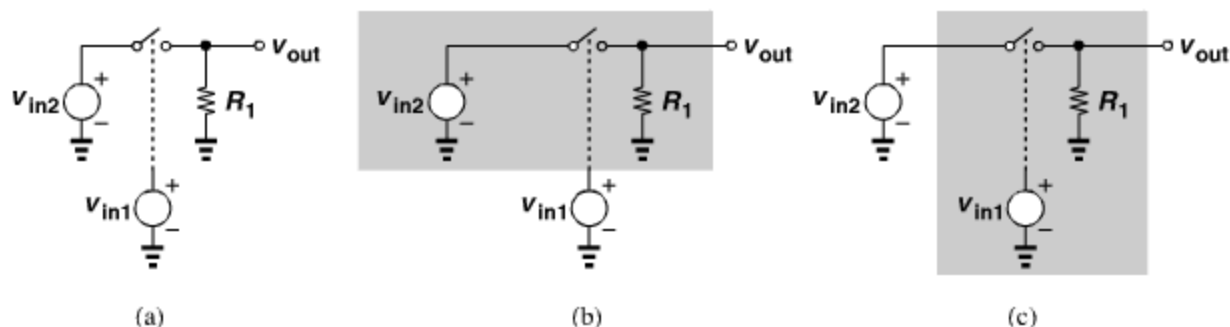 v_out
+
v_in2
−
R_1
+
v_in1
−
(a)
v_out
+
v_in2
−
R_1
+
v_in1
−
(b)
v_out
+
v_in2
−
R_1
+
v_in1
−
(c)